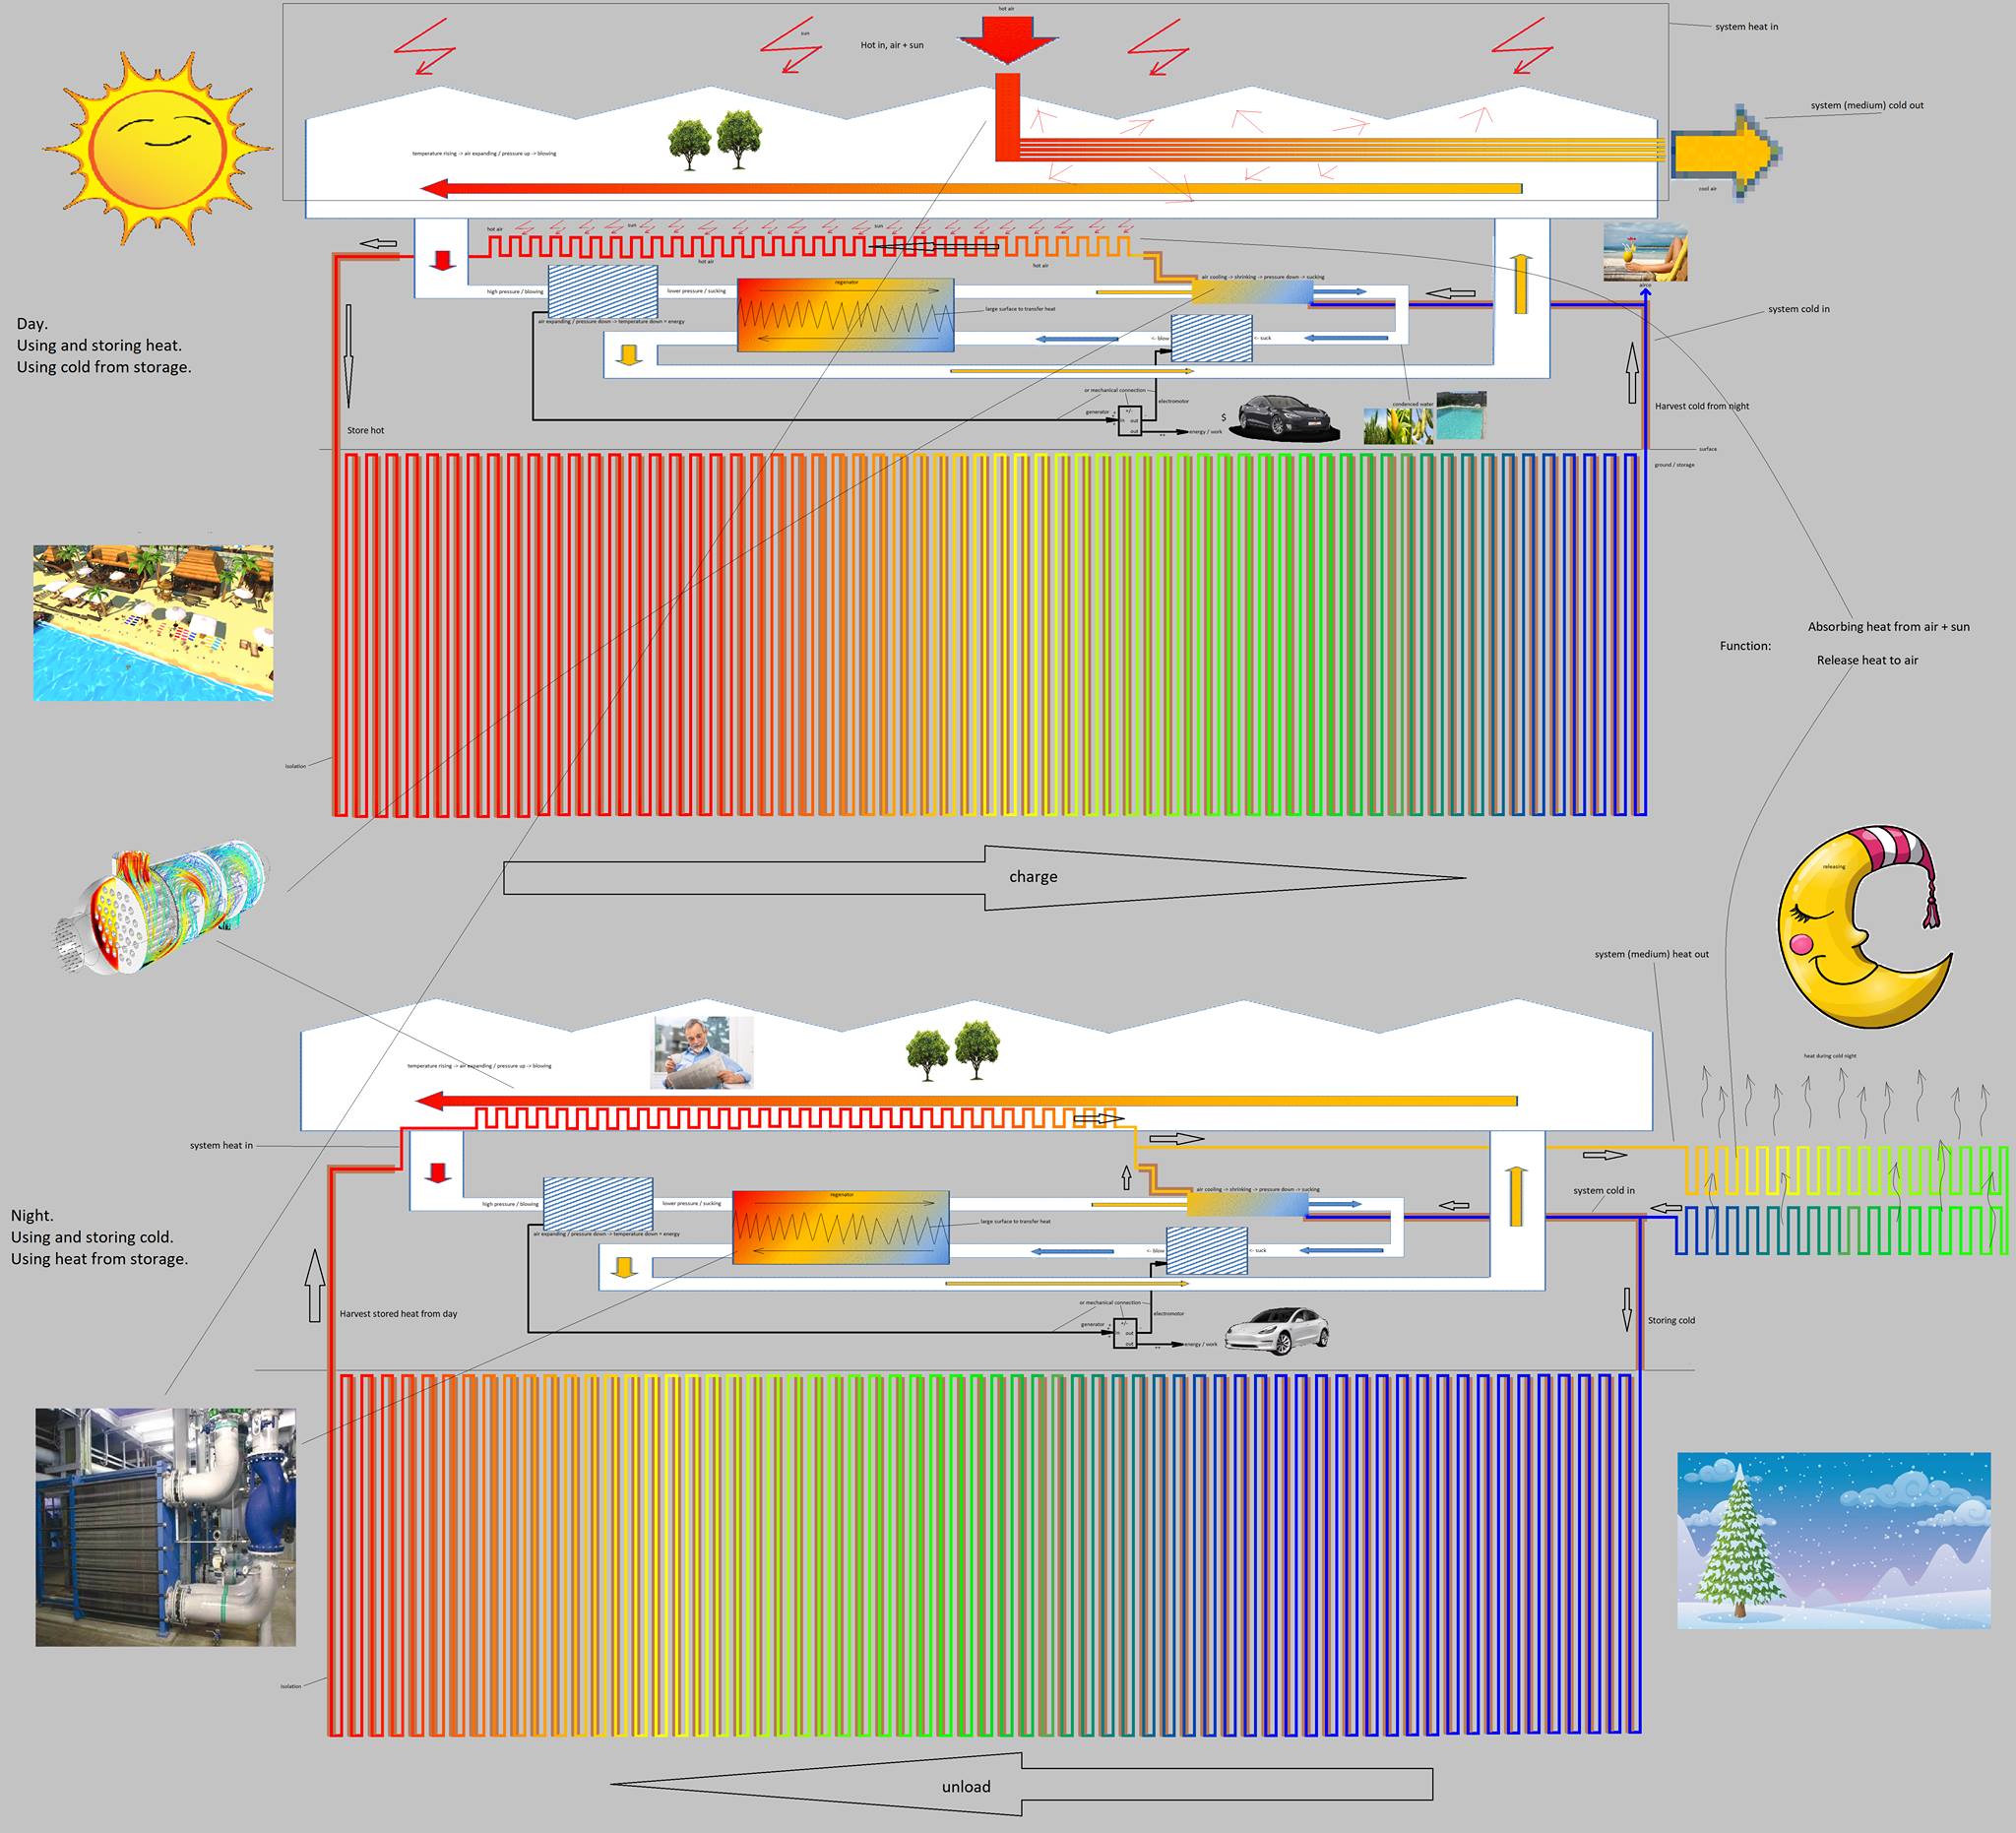 hot air
system heat in
sun
Hot in, air + sun
system (medium) cold out
temperature rising -> air expanding / pressure up -> blowing
cool air
hot air
sun
sun
hot air
hot air
air cooling -> shrinking -> pressure down -> sucking
airco
high pressure / blowing
lower pressure / sucking
regenator
large surface to transfer heat
system cold in
air expanding / pressure down -> temperature down = energy
Day.
Using and storing heat.
Using cold from storage.
<- blow
<- suck
or mechanical connection
electromotor
condenced water
generator
+/-
in
out
out
energy / work
$
Harvest cold from night
Store hot
surface
ground / storage
Absorbing heat from air + sun
Function:
Release heat to air
isolation
charge
releasing
system (medium) heat out
heat during cold night
temperature rising -> air expanding / pressure up -> blowing
system heat in
high pressure / blowing
lower pressure / sucking
regenator
air cooling -> shrinking -> pressure down -> sucking
system cold in
large surface to transfer heat
air expanding / pressure down -> temperature down = energy
Night.
Using and storing cold.
Using heat from storage.
<- blow
<- suck
or mechanical connection
electromotor
generator
+/-
in
out
out
energy / work
Harvest stored heat from day
Storing cold
isolation
unload